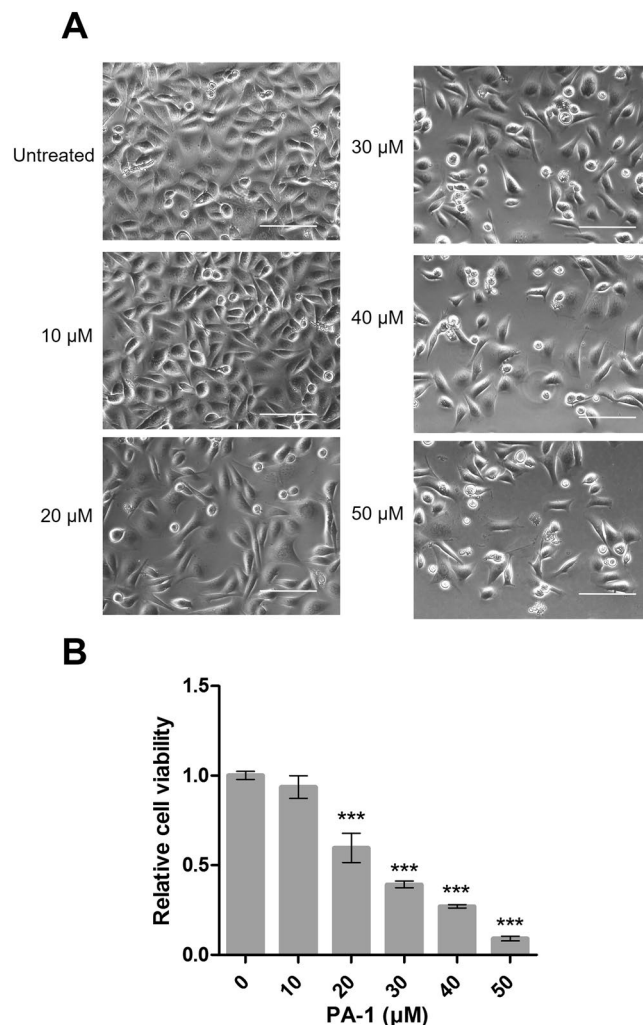 A
Untreated
10 µM
20 µM
30 µM
40 µM
50 µM
B
Relative cell viability
1.5
1.0
0.5
0.0
***
***
***
***
0
10
20
30
40
50
PA-1 (µM)